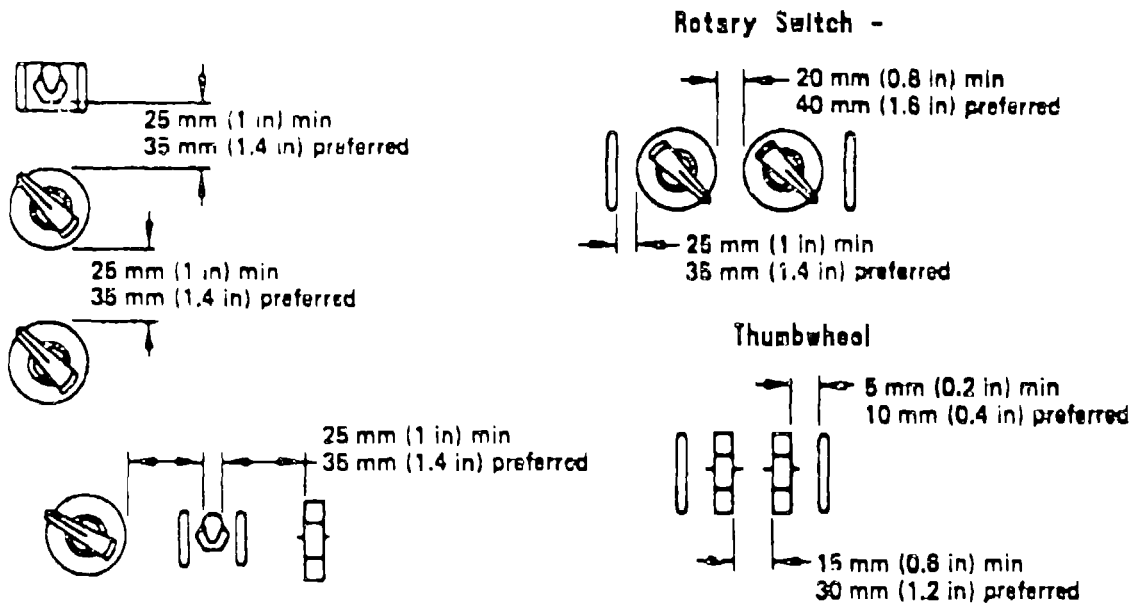 Rotary Switch -
20 mm (0.8 in) min
40 mm (1.6 in) preferred
25 mm (1 in) min
35 mm (1.4 in) preferred
25 mm (1 in) min
35 mm (1.4 in) preferred
25 mm (1 in) min
35 mm (1.4 in) preferred
Thumbwheel
5 mm (0.2 in) min
10 mm (0.4 in) preferred
25 mm (1 in) min
35 mm (1.4 in) preferred
15 mm (0.6 in) min
30 mm (1.2 in) preferred